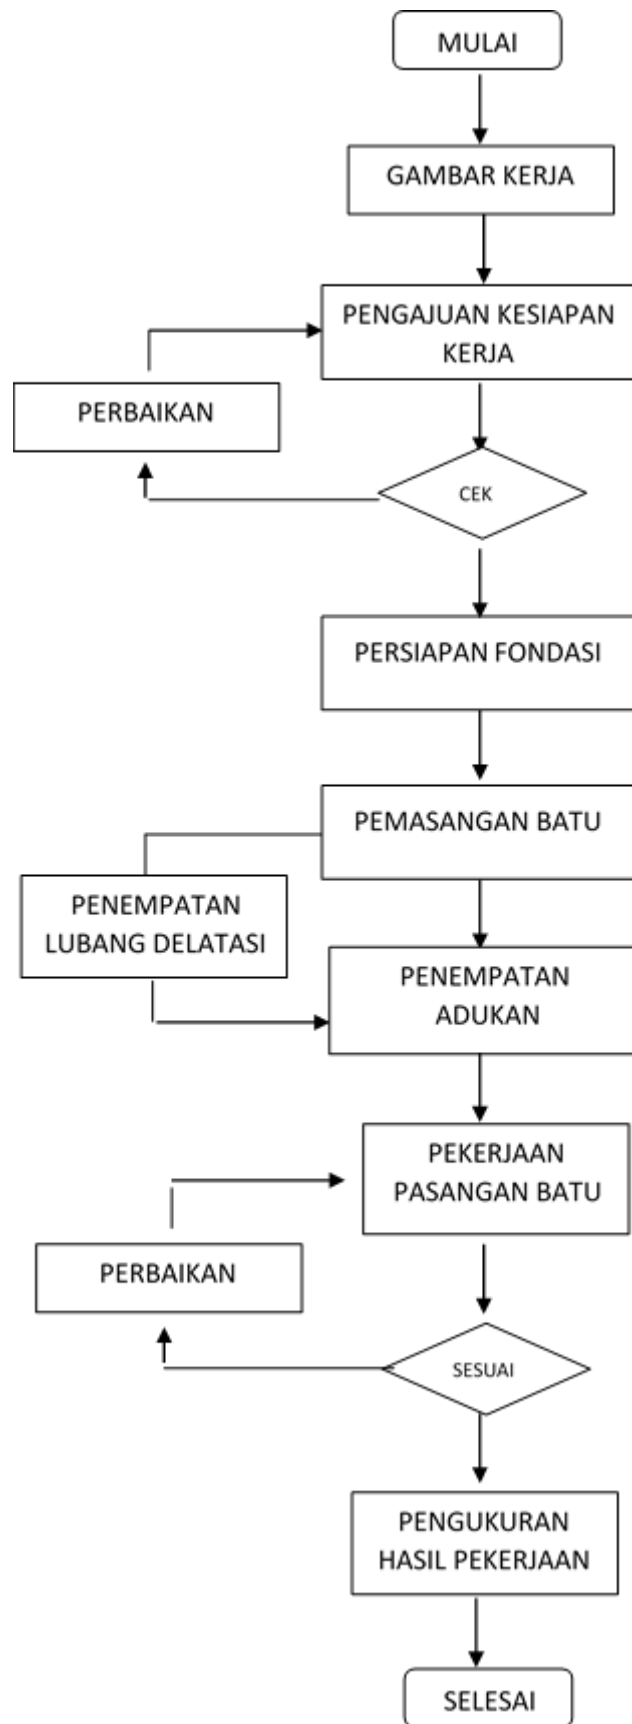 MULAI
GAMBAR KERJA
PENGAJUAN KESIAPAN
KERJA
PERBAIKAN
CEK
PERSIAPAN FONDASI
PEMASANGAN BATU
PENEMPATAN
LUBANG DELATASI
PENEMPATAN
ADUKAN
PEKERJAAN
PASANGAN BATU
PERBAIKAN
SESUAI
PENGUKURAN
HASIL PEKERJAAN
SELESAI